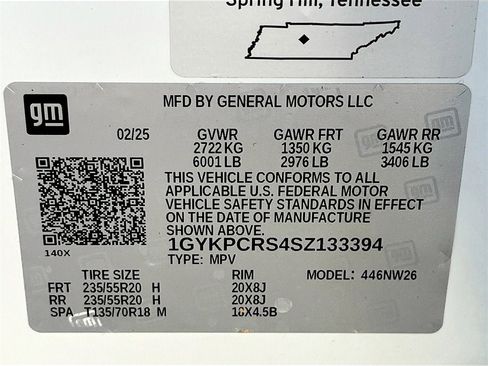 Spring Hill, Tennessee
gm
MFD BY GENERAL MOTORS LLC
02/25 GVWR GAWR FRT GAWR RR
2722 KG 1350 KG 1545 KG
6001 LB 2976 LB 3406 LB
THIS VEHICLE CONFORMS TO ALL
APPLICABLE U.S. FEDERAL MOTOR
VEHICLE SAFETY STANDARDS IN EFFECT
ON THE DATE OF MANUFACTURE
SHOWN ABOVE.
1GYKPCRS4SZ133394
140X TYPE: MPV
TIRE SIZE RIM MODEL: 446NW26
FRT 235/55R20 H 20X8J
RR 235/55R20 H 20X8J
SPA T135/70R18 M 18X4.5B